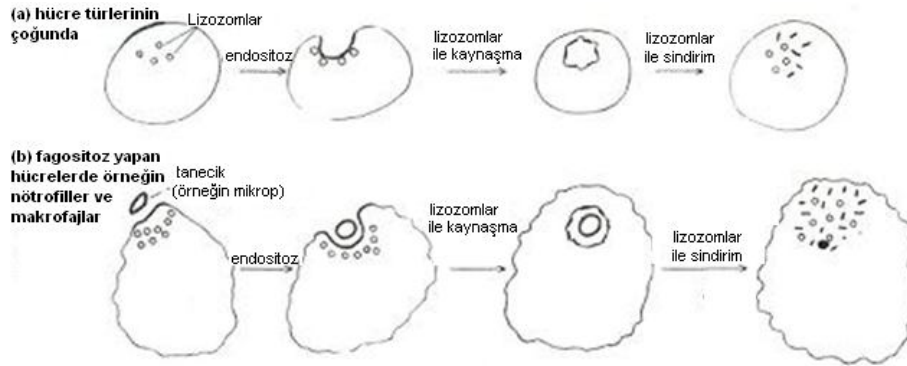 (a) hücre türlerinin
çoğunda
Lizozomlar
endositoz
lizozomlar
ile kaynaşma
lizozomlar
ile sindirim
(b) fagositoz yapan
hücrelerde örneğin
nötrofiller ve
makrofajlar
tanecik
(örneğin mikrop)
endositoz
lizozomlar
ile kaynaşma
lizozomlar
ile sindirim